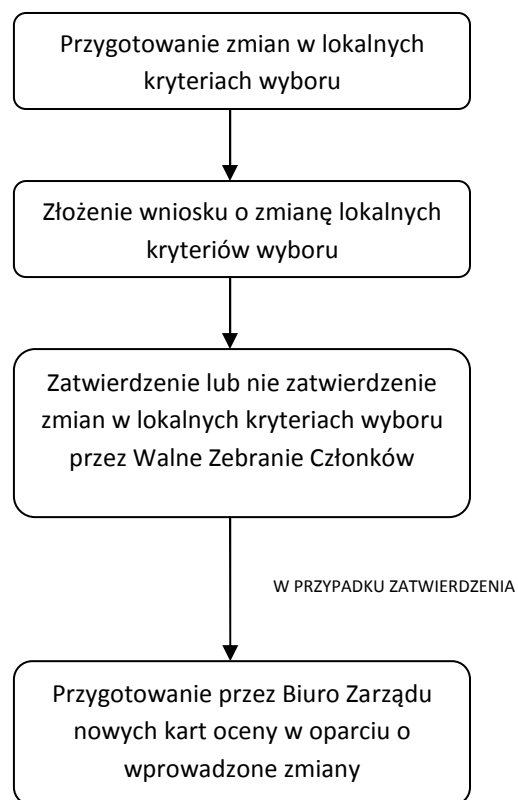 Przygotowanie zmian w lokalnych
kryteriach wyboru
Złożenie wniosku o zmianę lokalnych
kryteriów wyboru
Zatwierdzenie lub nie zatwierdzenie
zmian w lokalnych kryteriach wyboru
przez Walne Zebranie Członków
W PRZYPADKU ZATWIERDZENIA
Przygotowanie przez Biuro Zarządu
nowych kart oceny w oparciu o
wprowadzone zmiany